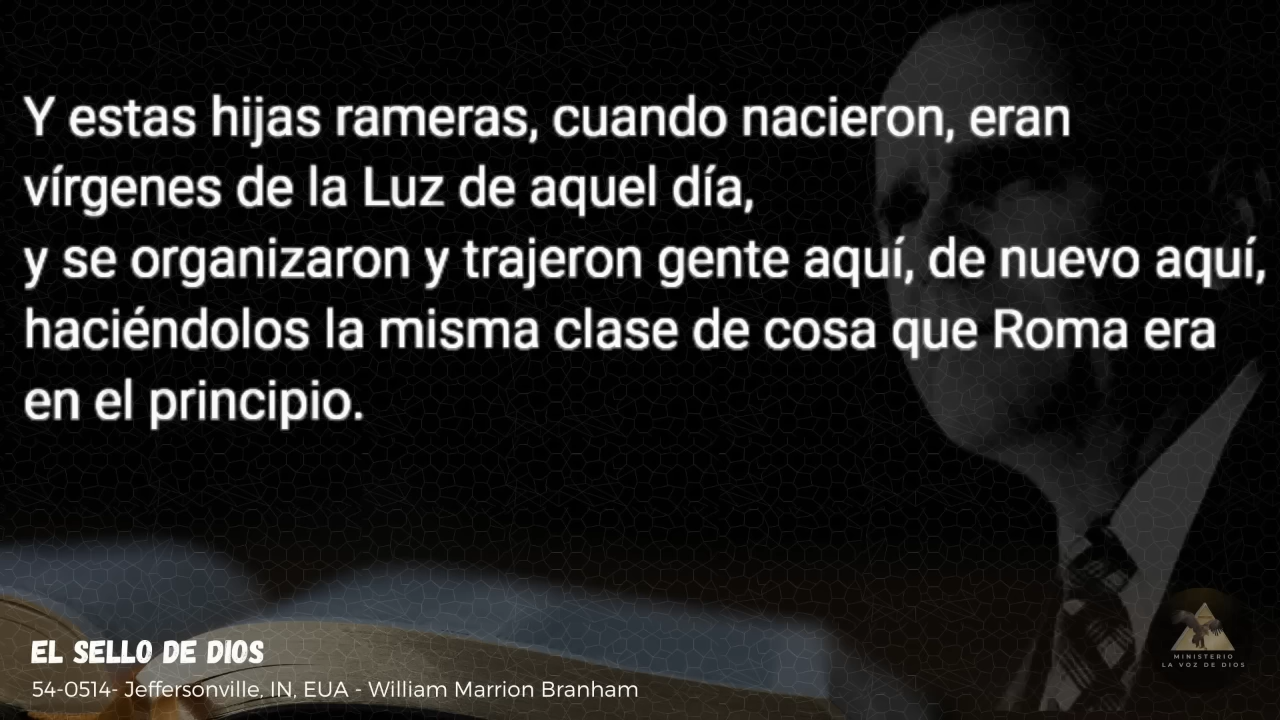 Y estas hijas rameras, cuando nacieron, eran
vírgenes de la Luz de aquel día,
y se organizaron y trajeron gente aquí, de nuevo aquí,
haciéndolos la misma clase de cosa que Roma era
en el principio.
EL SELLO DE DIOS
54-0514- Jeffersonville, IN, EUA - William Marrion Branham
MINISTERIO
LA VOZ DE DIOS